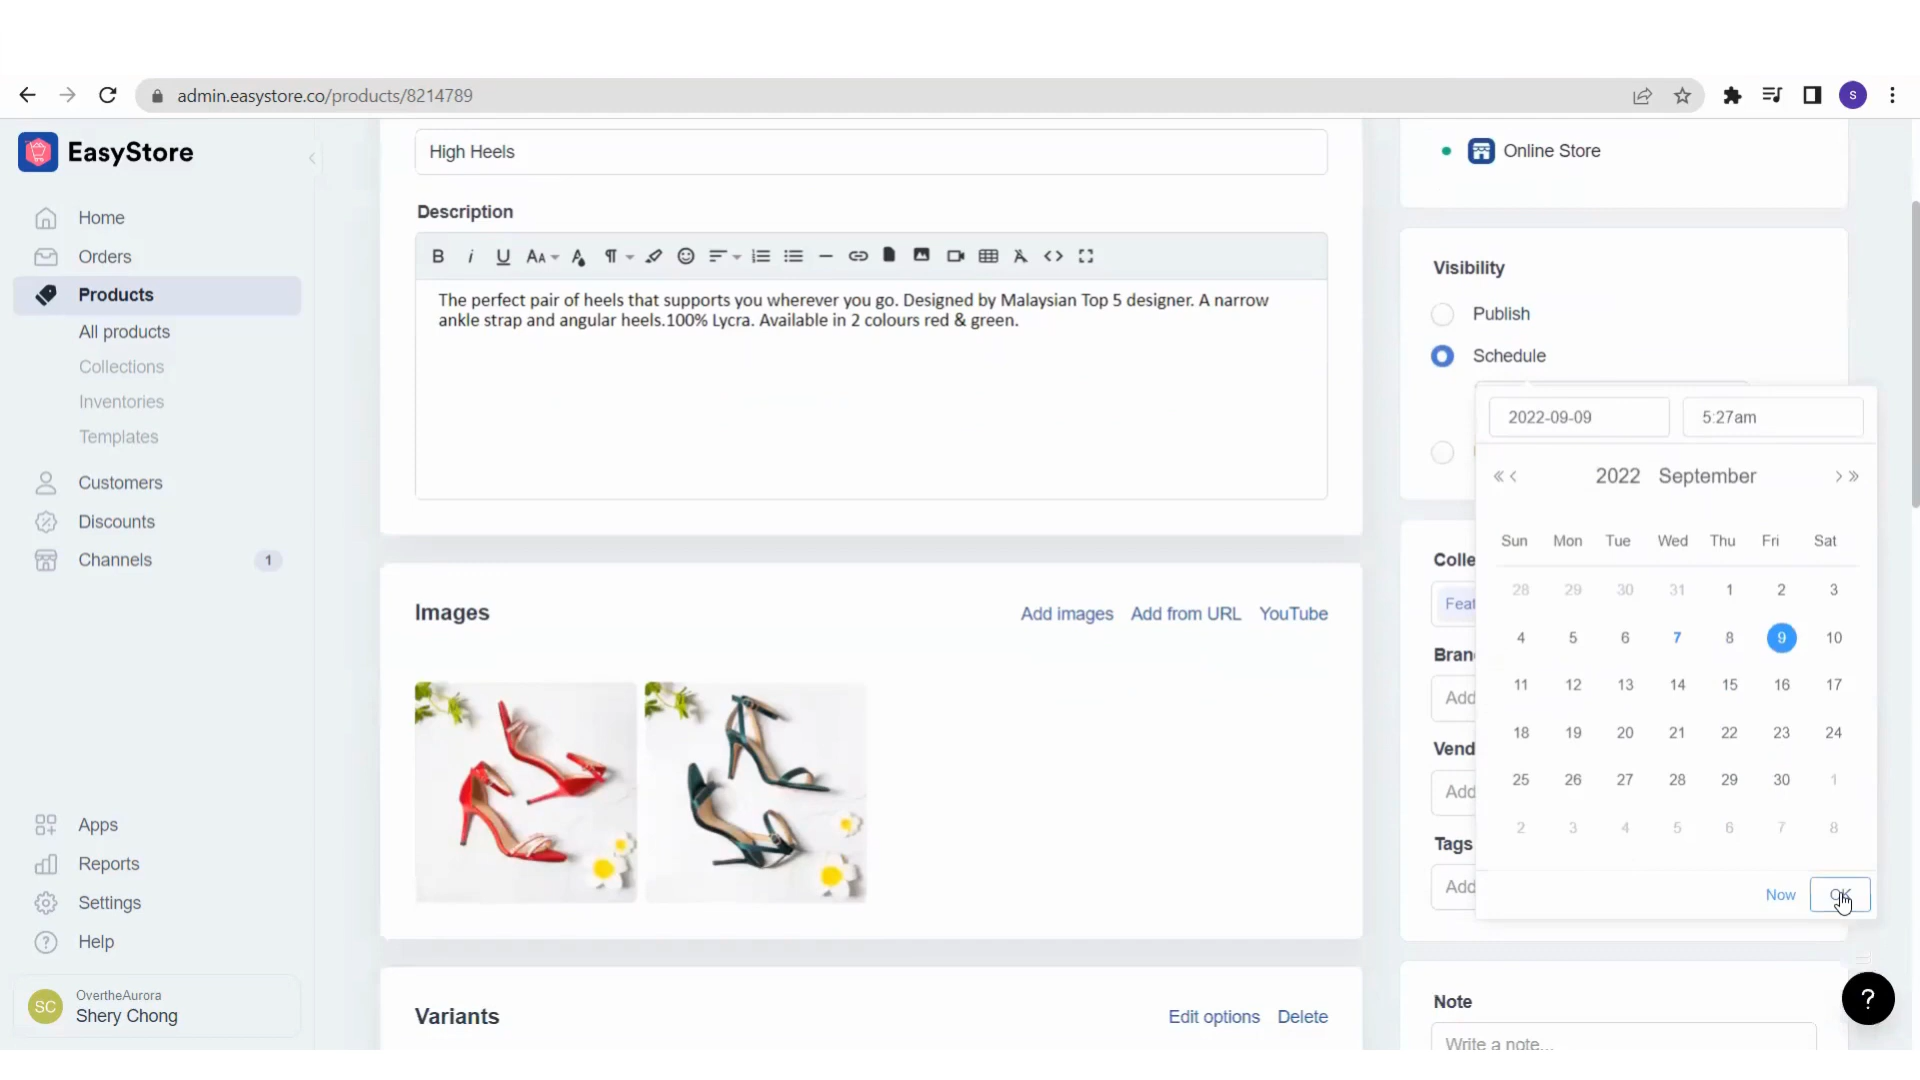 admin.easystore.co/products/8214789
S
EasyStore
Home
Orders
Products
All products
Collections
Inventories
Templates
Customers
Discounts
Channels
1
Apps
Reports
Settings
Help
SC
OvertheAurora
Shery Chong
High Heels
Description
B i U AA ¶
The perfect pair of heels that supports you wherever you go. Designed by Malaysian Top 5 designer. A narrow
ankle strap and angular heels.100% Lycra. Available in 2 colours red & green.
Images
Add images Add from URL YouTube
Variants
Edit options Delete
Online Store
Visibility
Publish
Schedule
2022-09-09 5:27am
« ‹ 2022 September › »
Sun Mon Tue Wed Thu Fri Sat
28 29 30 31 1 2 3
4 5 6 7 8 9 10
11 12 13 14 15 16 17
18 19 20 21 22 23 24
25 26 27 28 29 30 1
2 3 4 5 6 7 8
Now OK
Colle
Feat
Bran
Add
Vend
Add
Tags
Add
Note
Write a note...
?